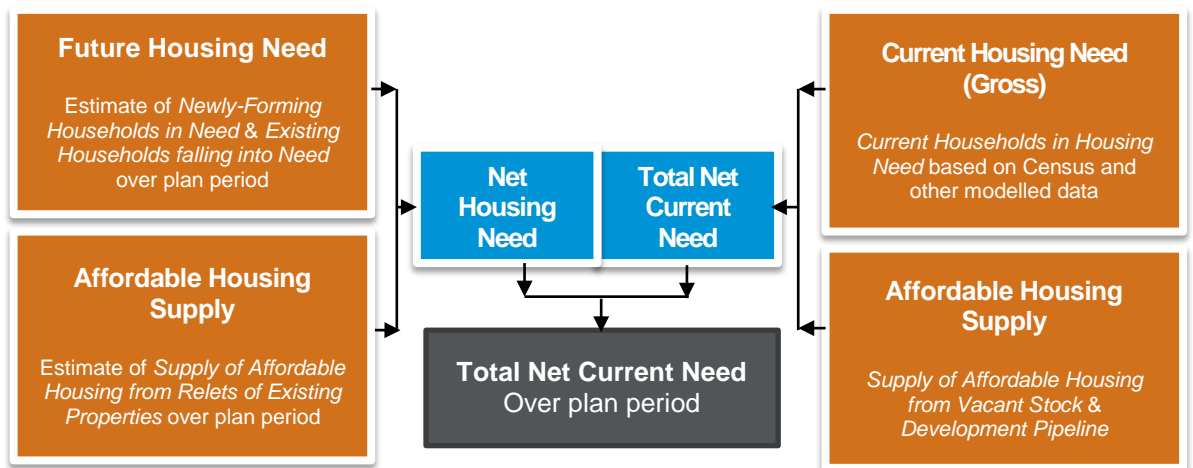 Future Housing Need
Estimate of Newly-Forming
Households in Need & Existing
Households falling into Need
over plan period
Affordable Housing
Supply
Estimate of Supply of Affordable
Housing from Relets of Existing
Properties over plan period
Net
Housing
Need
Total Net
Current
Need
Total Net Current Need
Over plan period
Current Housing Need
(Gross)
Current Households in Housing
Need based on Census and
other modelled data
Affordable Housing
Supply
Supply of Affordable Housing
from Vacant Stock &
Development Pipeline